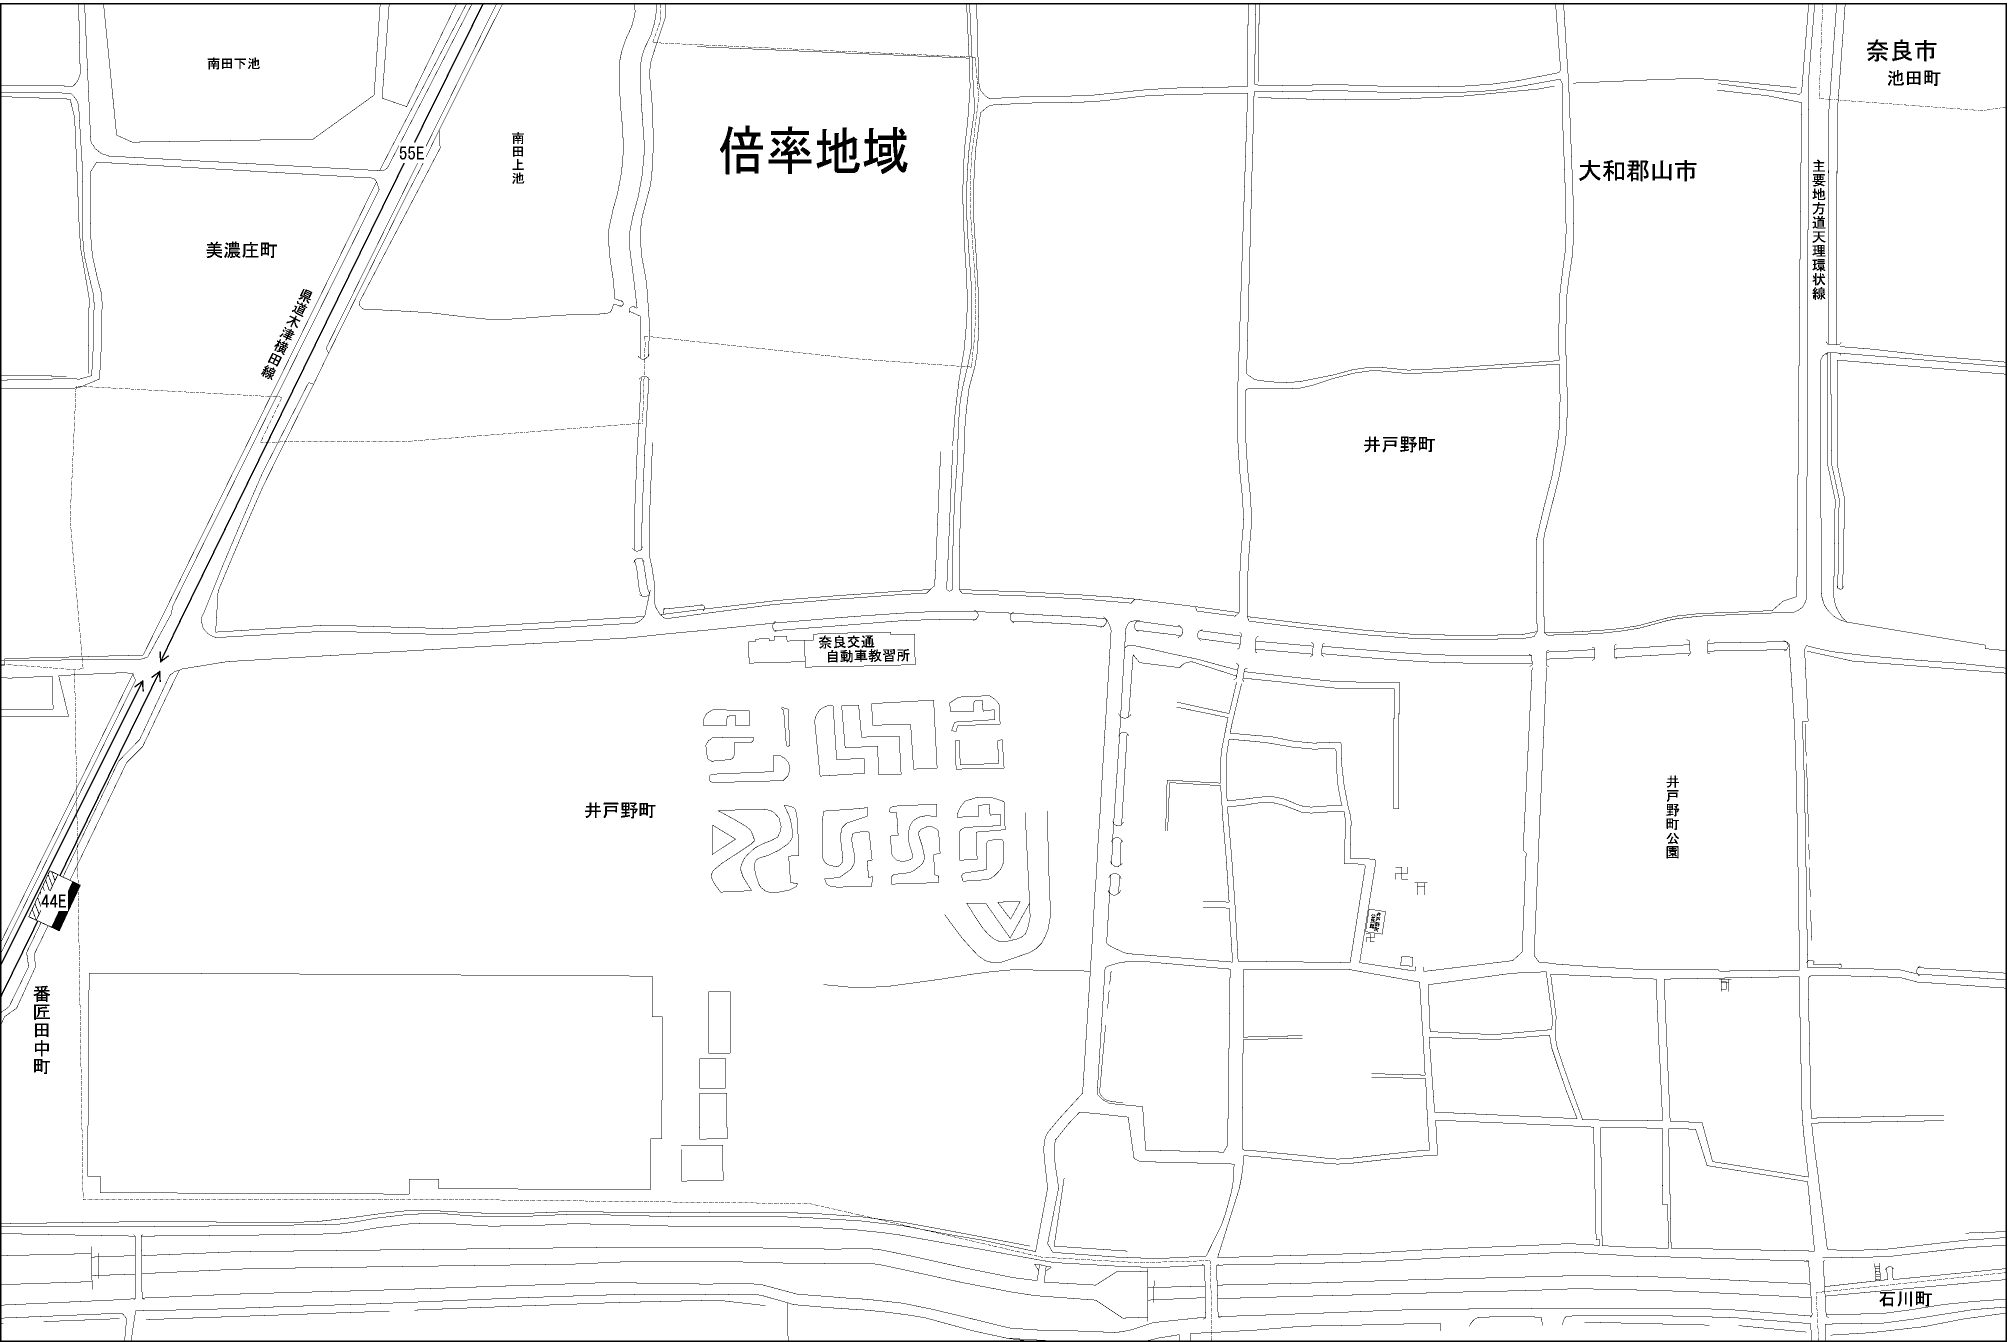 奈良市
池田町
南田下池
55E
南田上池
倍率地域
大和郡山市
主要地方道天理環状線
美濃庄町
県道木津横田線
井戸野町
奈良交通
自動車教習所
井戸野町
井戸野町公園
44E
番匠田中町
石川町